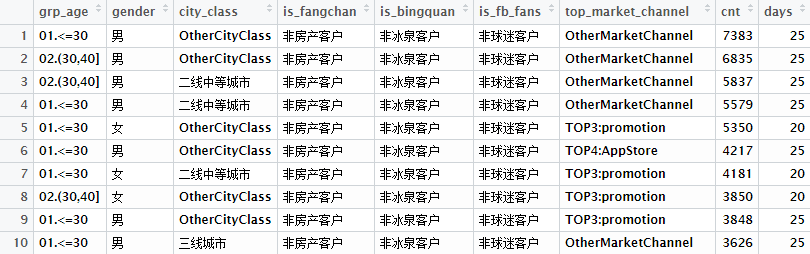 grp_age gender city_class is_fangchan is_bingquan is_fb_fans top_market_channel cnt days
1 01.<=30 男 OtherCityClass 非房产客户 非冰泉客户 非球迷客户 OtherMarketChannel 7383 25
2 02.(30,40] 男 OtherCityClass 非房产客户 非冰泉客户 非球迷客户 OtherMarketChannel 6835 25
3 02.(30,40] 男 二线中等城市 非房产客户 非冰泉客户 非球迷客户 OtherMarketChannel 5837 25
4 01.<=30 男 二线中等城市 非房产客户 非冰泉客户 非球迷客户 OtherMarketChannel 5579 25
5 01.<=30 女 OtherCityClass 非房产客户 非冰泉客户 非球迷客户 TOP3:promotion 5350 20
6 01.<=30 男 OtherCityClass 非房产客户 非冰泉客户 非球迷客户 TOP4:AppStore 4217 25
7 01.<=30 女 二线中等城市 非房产客户 非冰泉客户 非球迷客户 TOP3:promotion 4181 20
8 02.(30,40] 女 OtherCityClass 非房产客户 非冰泉客户 非球迷客户 TOP3:promotion 3850 20
9 01.<=30 男 OtherCityClass 非房产客户 非冰泉客户 非球迷客户 TOP3:promotion 3848 25
10 01.<=30 男 三线城市 非房产客户 非冰泉客户 非球迷客户 OtherMarketChannel 3626 25